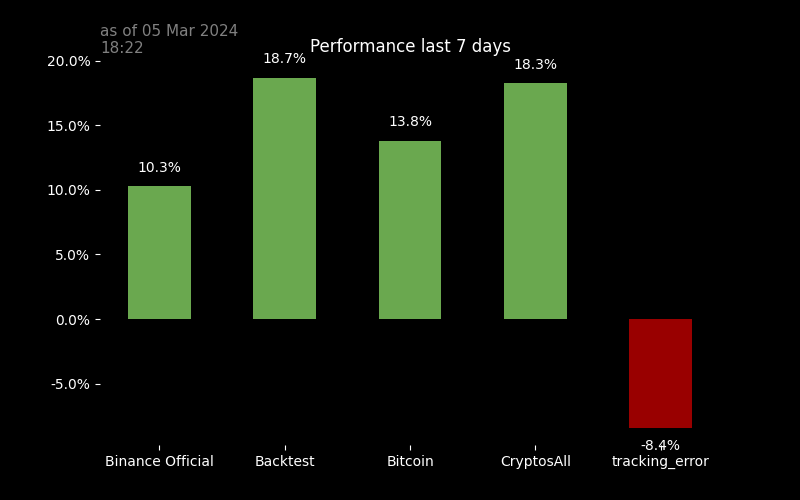 as of 05 Mar 2024
18:22
Performance last 7 days
20.0%
15.0%
10.0%
5.0%
0.0%
-5.0%
10.3%
18.7%
13.8%
18.3%
-8.4%
Binance Official
Backtest
Bitcoin
CryptosAll
tracking_error